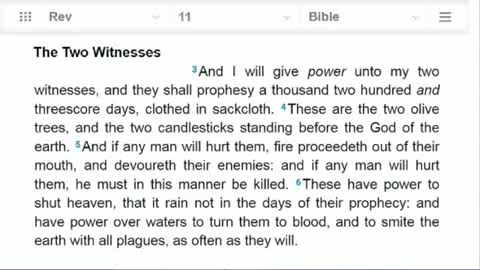 Rev 11 Bible
The Two Witnesses
3And I will give power unto my two
witnesses, and they shall prophesy a thousand two hundred and
threescore days, clothed in sackcloth. 4These are the two olive
trees, and the two candlesticks standing before the God of the
earth. 5And if any man will hurt them, fire proceedeth out of their
mouth, and devoureth their enemies: and if any man will hurt
them, he must in this manner be killed. 6These have power to
shut heaven, that it rain not in the days of their prophecy: and
have power over waters to turn them to blood, and to smite the
earth with all plagues, as often as they will.